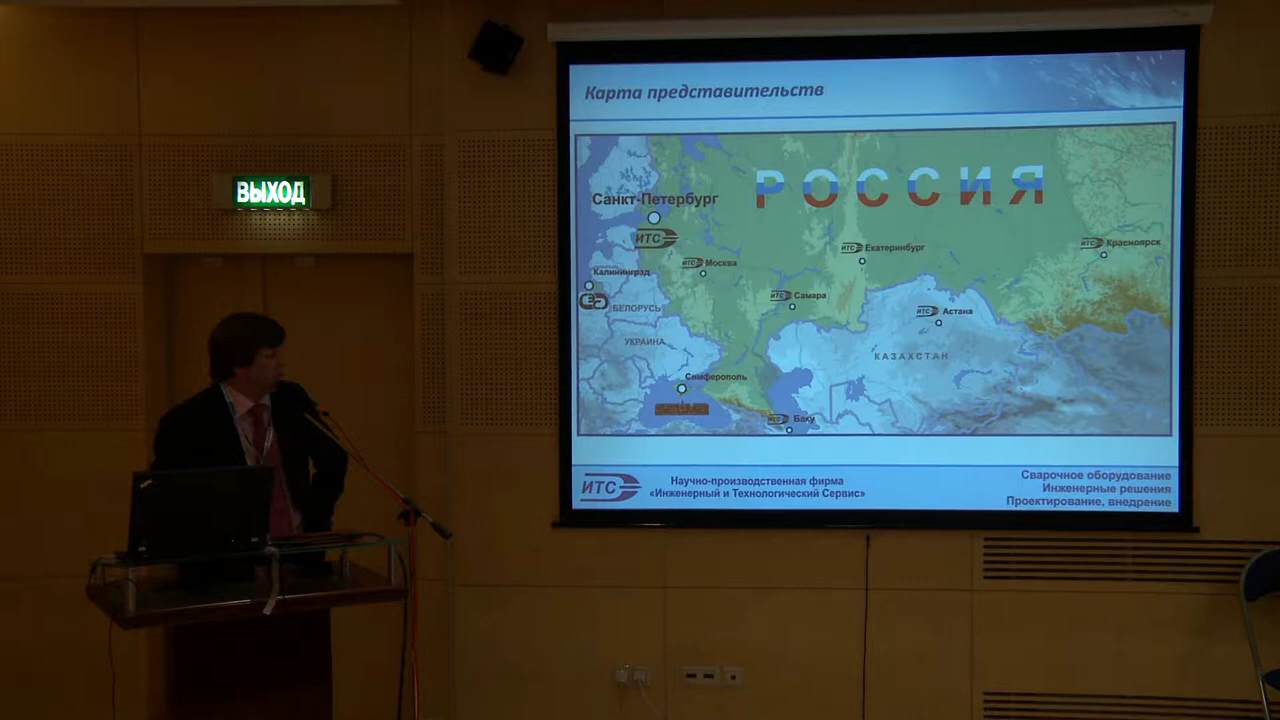 ВЫХОД
Карта представительств
РОССИЯ
Санкт-Петербург
ИТС
ИТС Москва
ИТС Екатеринбург
ИТС Красноярск
Калининград
ИТС Самара
БЕЛОРУСЬ
ИТС Астана
УКРАИНА
КАЗАХСТАН
Симферополь
ИТС Баку
ИТС
Научно-производственная фирма
«Инженерный и Технологический Сервис»
Сварочное оборудование
Инженерные решения
Проектирование, внедрение